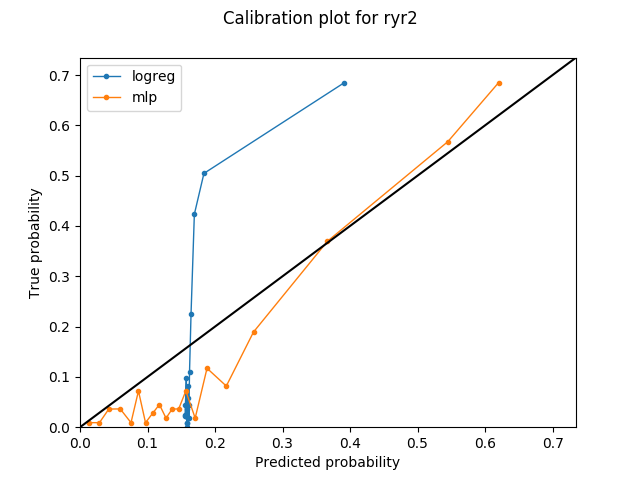 Calibration plot for ryr2
logreg
mlp
True probability
0.7
0.6
0.5
0.4
0.3
0.2
0.1
0.0
0.0 0.1 0.2 0.3 0.4 0.5 0.6 0.7
Predicted probability